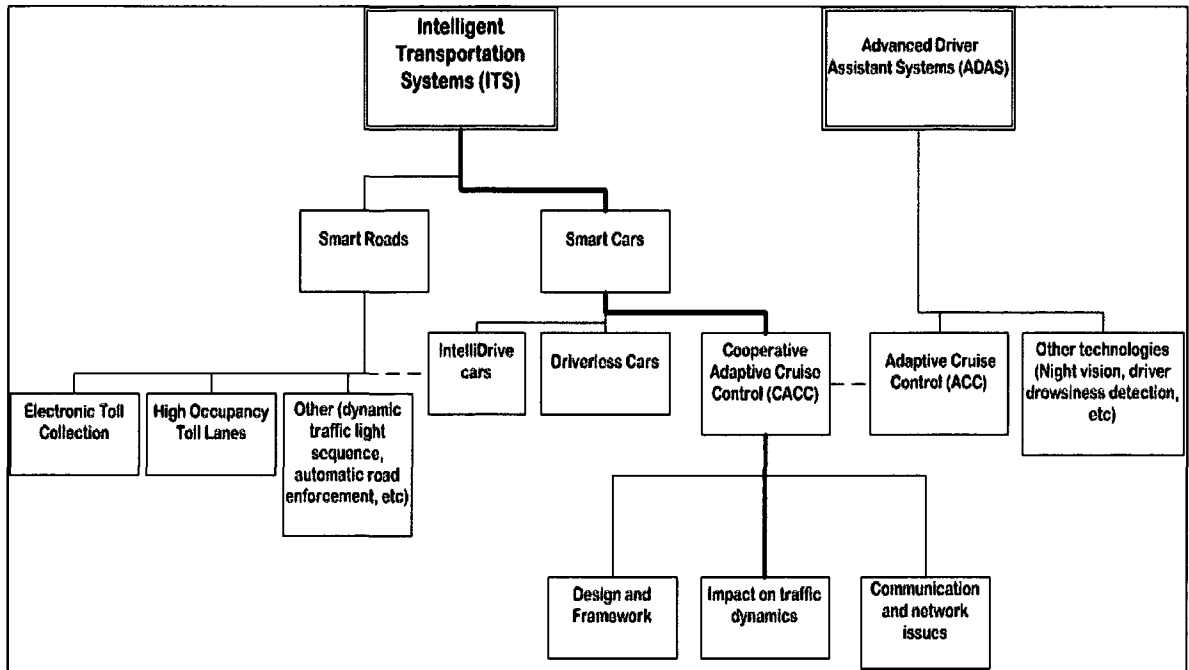 Intelligent
Transportation
Systems (ITS)
Advanced Driver
Assistant Systems (ADAS)
Smart Roads
Smart Cars
IntelliDrive
cars
Driverless Cars
Cooperative
Adaptive Cruise
Control (CACC)
Adaptive Cruise
Control (ACC)
Other technologies
(Night vision, driver
drowsiness detection,
etc)
Electronic Toll
Collection
High Occupancy
Toll Lanes
Other (dynamic
traffic light
sequence,
automatic road
enforcement, etc)
Design and
Framework
Impact on traffic
dynamics
Communication
and network
issues